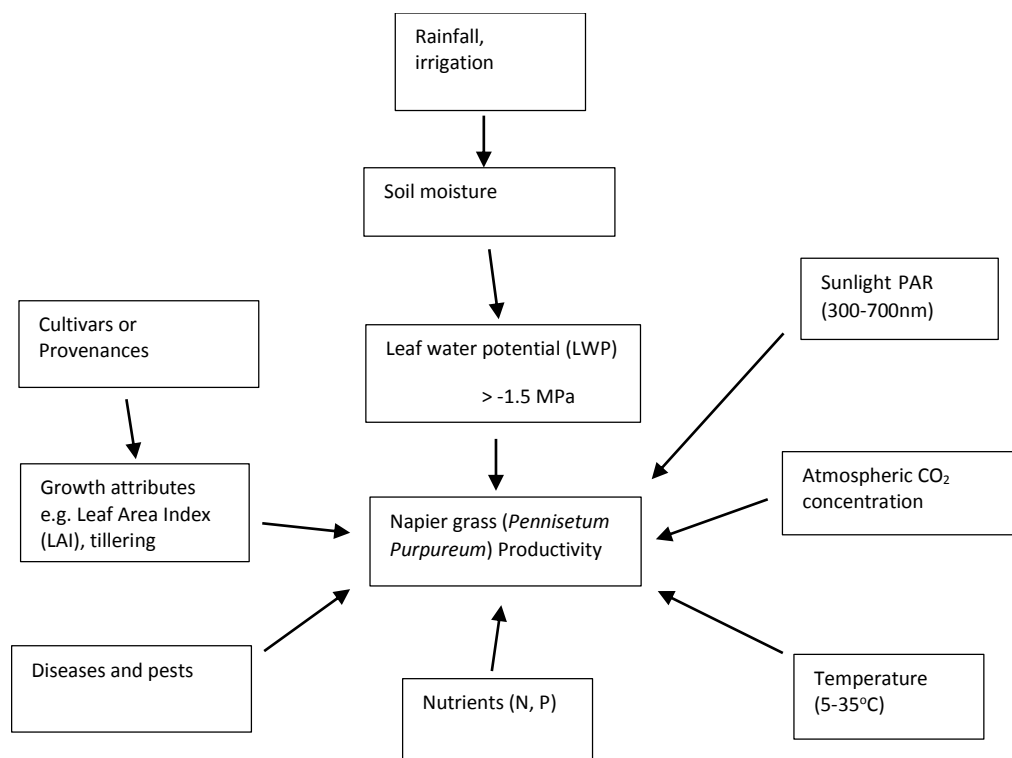 Rainfall,
irrigation
Soil moisture
Sunlight PAR
(300-700nm)
Cultivars or
Provenances
Leaf water potential (LWP)
> -1.5 MPa
Growth attributes
e.g. Leaf Area Index
(LAI), tillering
Atmospheric CO₂
concentration
Napier grass (Pennisetum
Purpureum) Productivity
Diseases and pests
Nutrients (N, P)
Temperature
(5-35°C)